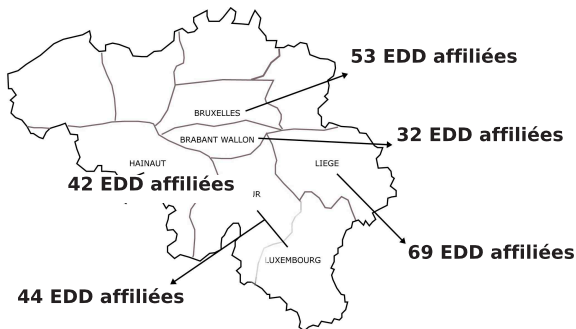 53 EDD affiliées
BRUXELLES
32 EDD affiliées
BRABANT WALLON
HAINAUT
LIEGE
42 EDD affiliées
UR
69 EDD affiliées
LUXEMBOURG
44 EDD affiliées